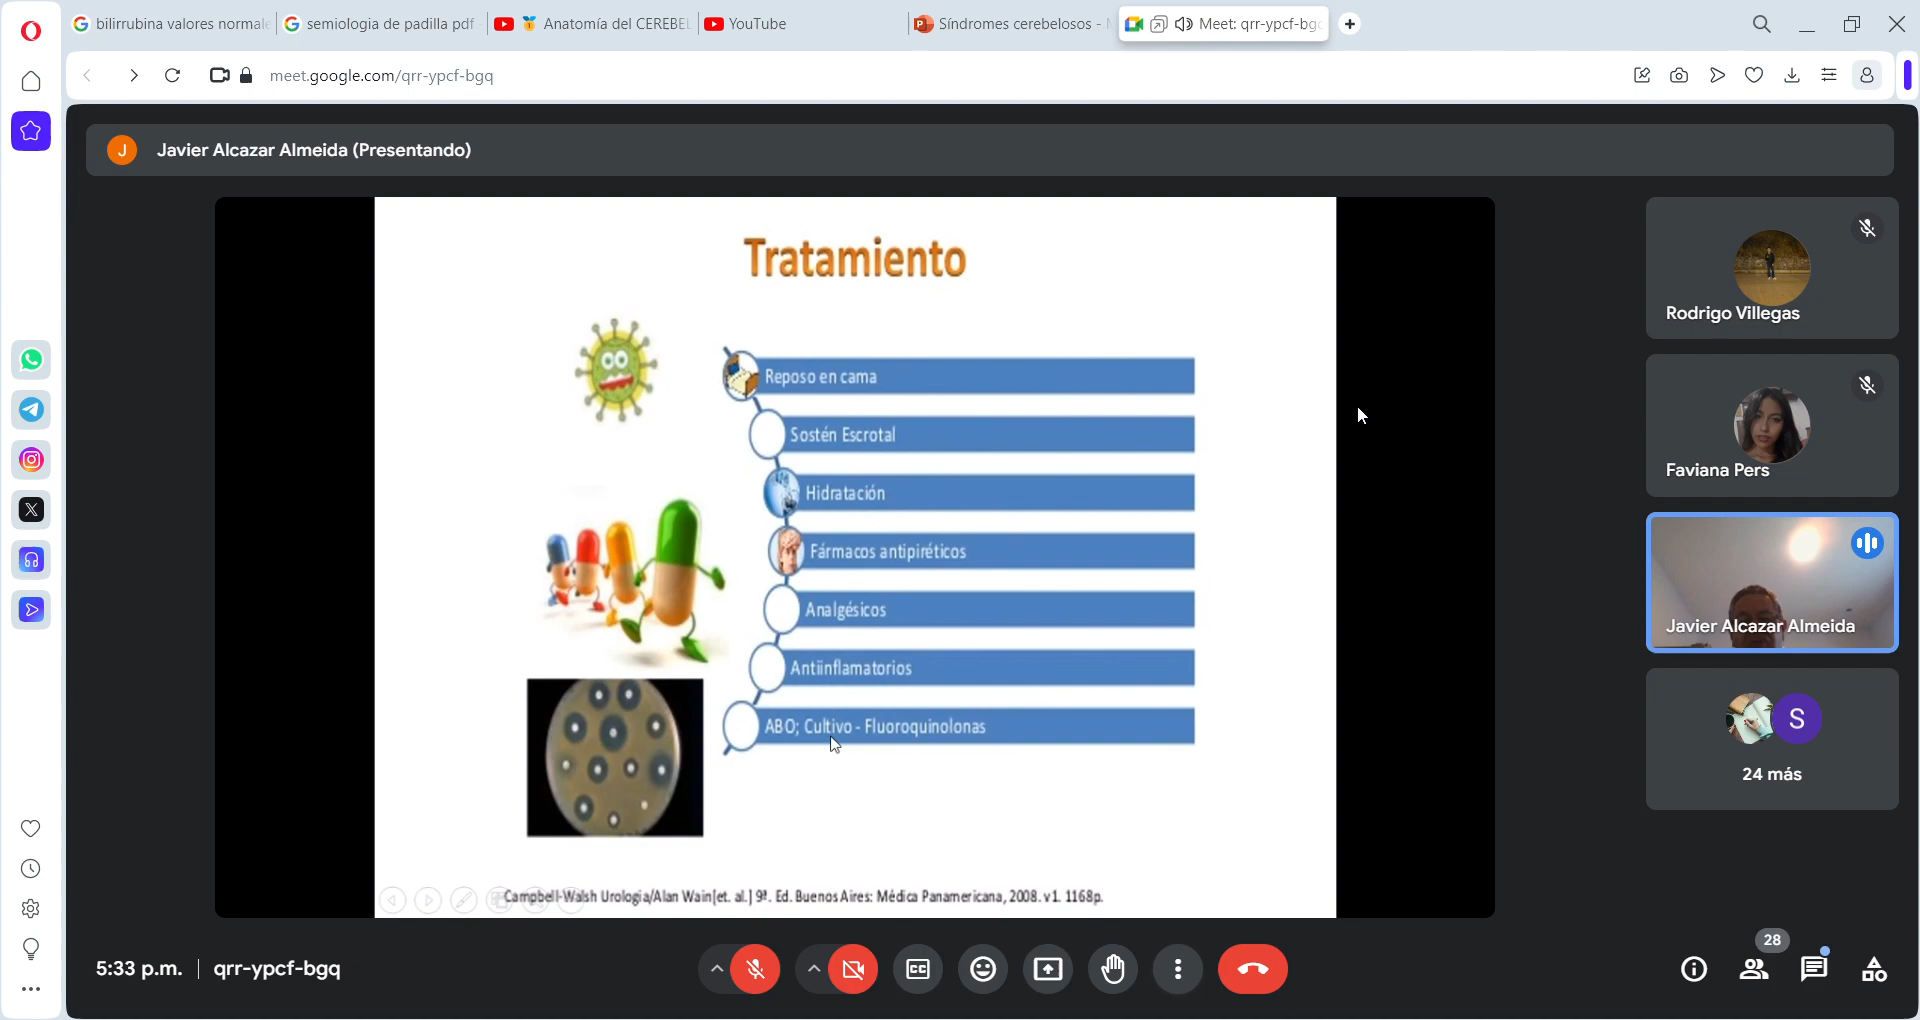 bilirrubina valores normale
semiologia de padilla pdf
Anatomía del CEREBEL
YouTube
Síndromes cerebelosos -
Meet: qrr-ypcf-bgq
meet.google.com/qrr-ypcf-bgq
J
Javier Alcazar Almeida (Presentando)
Tratamiento
Reposo en cama
Sostén Escrotal
Hidratación
Fármacos antipiréticos
Analgésicos
Antiinflamatorios
ABO; Cultivo - Fluoroquinolonas
Campbell-Walsh Urologia/Alan Wain[et. al.] 9ª. Ed. Buenos Aires: Médica Panamericana, 2008. v1. 1168p.
Rodrigo Villegas
Faviana Pers
Javier Alcazar Almeida
S
24 más
5:33 p.m.
qrr-ypcf-bgq
CC
28